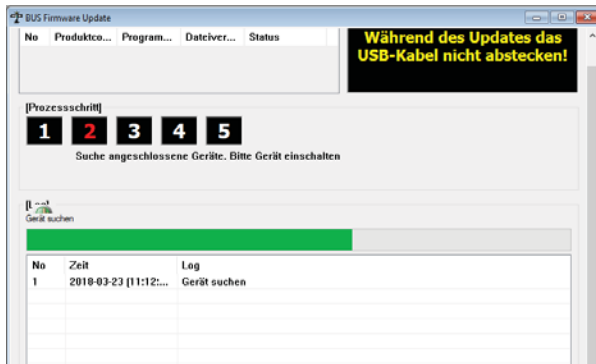 BUS Firmware Update
No Produktco... Program... Dateiver... Status
Während des Updates das
USB-Kabel nicht abstecken!
[Prozessschritt]
1 2 3 4 5
Suche angeschlossene Geräte. Bitte Gerät einschalten
Gerät suchen
No Zeit Log
1 2018-03-23 [11:12:... Gerät suchen